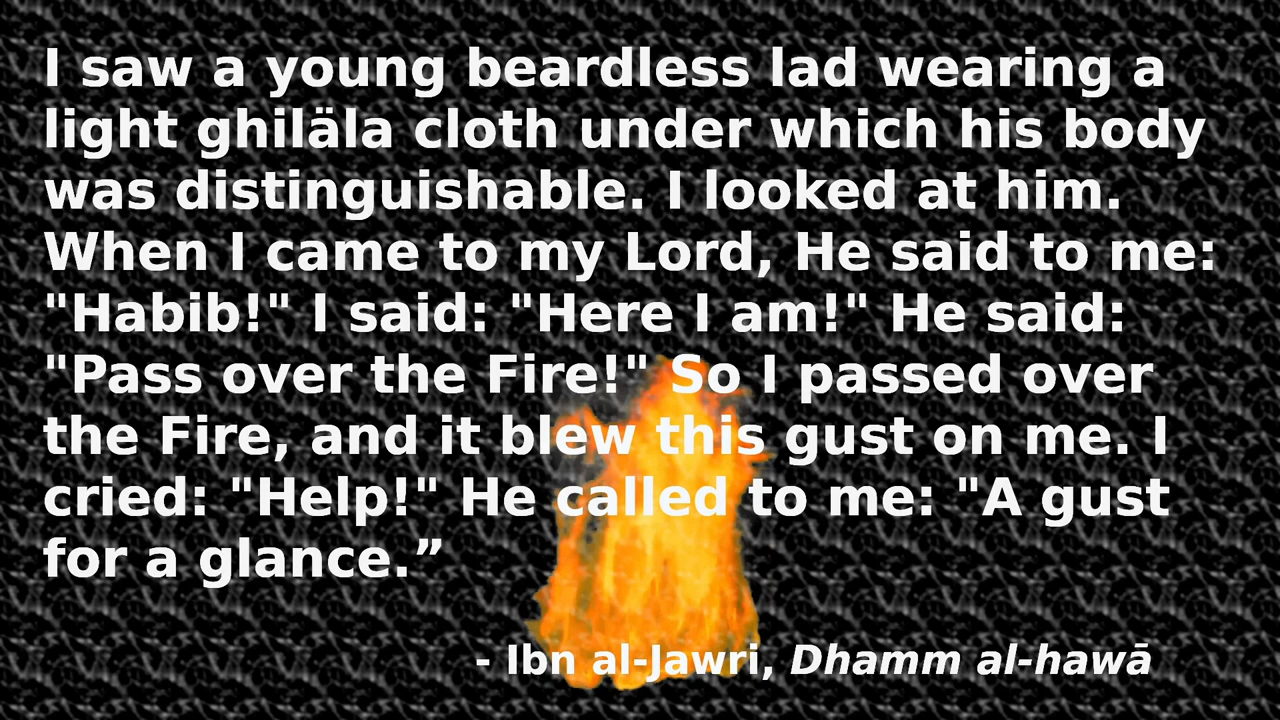 I saw a young beardless lad wearing a
light ghiläla cloth under which his body
was distinguishable. I looked at him.
When I came to my Lord, He said to me:
"Habib!" I said: "Here I am!" He said:
"Pass over the Fire!" So I passed over
the Fire, and it blew this gust on me. I
cried: "Help!" He called to me: "A gust
for a glance.”
- Ibn al-Jawri, Dhamm al-hawā